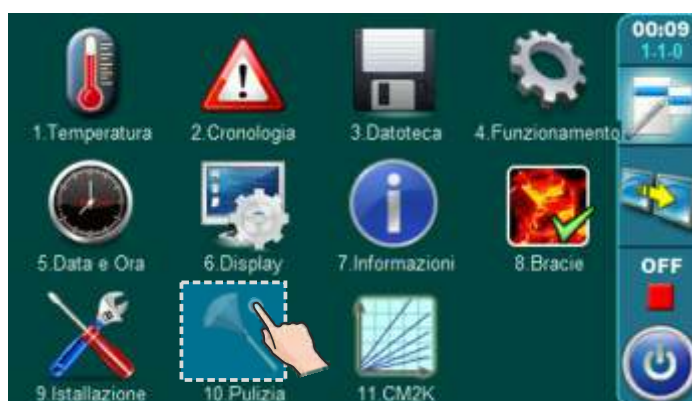 00:09
1-1-0
1.Temperatura 2.Cronologia 3.Datoteca 4.Funzionamento
5.Data e Ora 6.Display 7.Informazioni 8.Bracie
OFF
9.Istallazione 10.Pulizia 11.CM2K